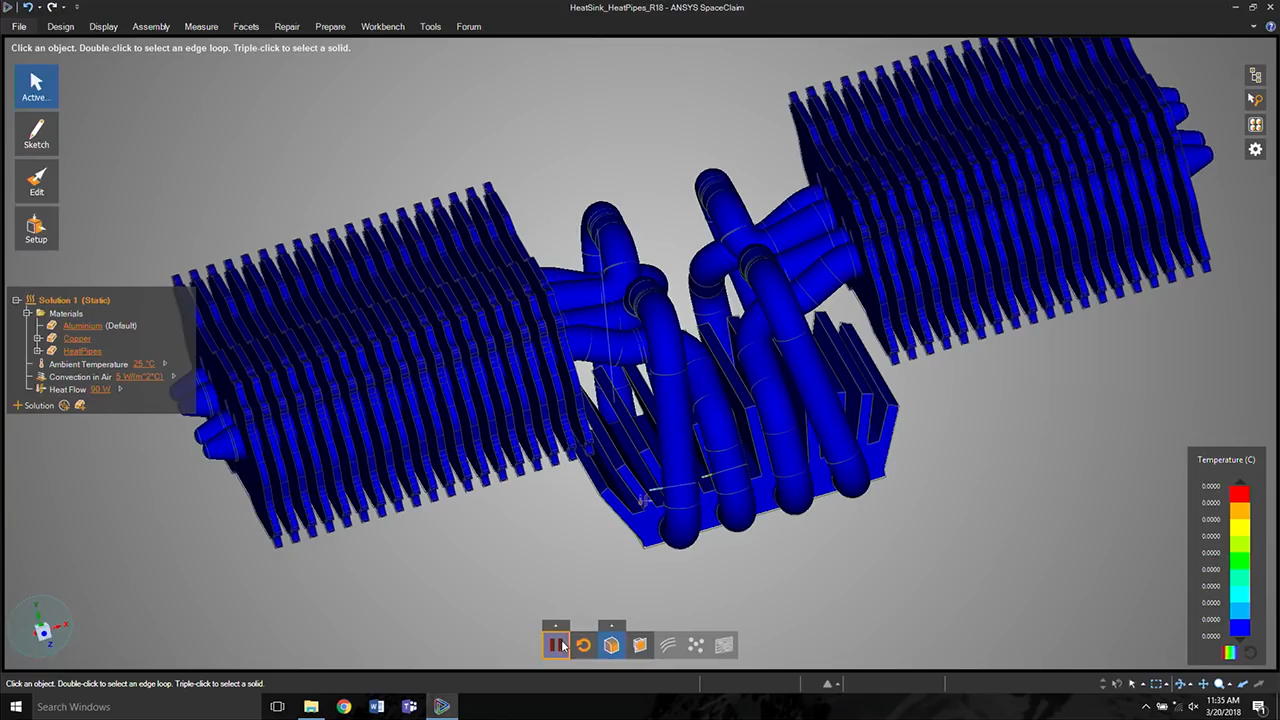 HeatSink_HeatPipes_R18 - ANSYS SpaceClaim
File Design Display Assembly Measure Facets Repair Prepare Workbench Tools Forum
Click an object. Double-click to select an edge loop. Triple-click to select a solid.
Active...
Sketch
Edit
Setup
Solution 1 (Static)
Materials
Aluminium (Default)
Copper
HeatPipes
Ambient Temperature 25 °C
Convection in Air 5 W/(m^2°C)
Heat Flow 90 W
Solution
Y
X
Z
Temperature (C)
0.0000
0.0000
0.0000
0.0000
0.0000
0.0000
0.0000
0.0000
0.0000
0.0000
Click an object. Double-click to select an edge loop. Triple-click to select a solid.
Search Windows
11:35 AM
3/20/2018